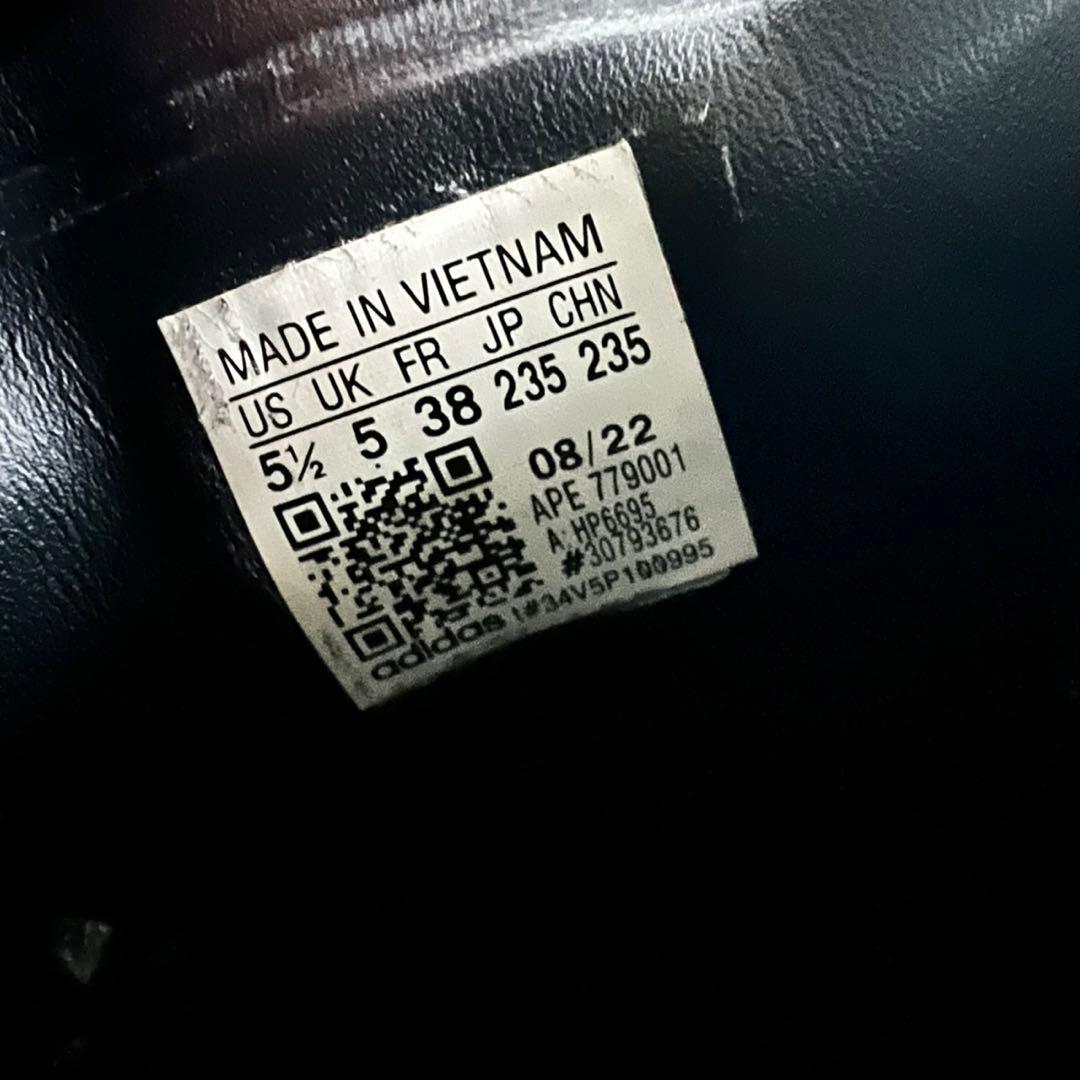 MADE IN VIETNAM
US UK FR JP CHN
5½ 5 38 235 235
08/22
APE 779001
A: HP6695
#30793676
adidas !#34V5P100995